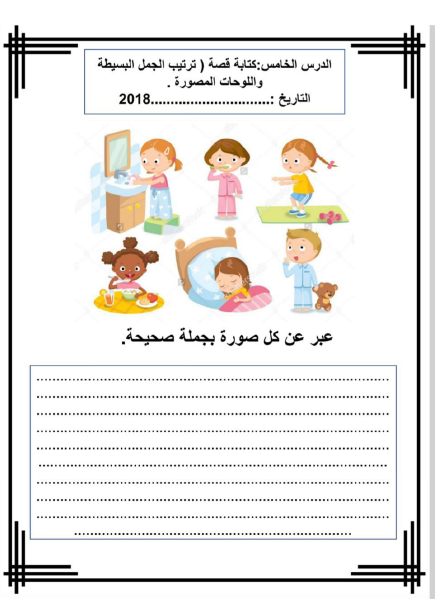 الدرس الخامس:كتابة قصة ( ترتيب الجمل البسيطة
واللوحات المصورة .
التاريخ :..............................2018
عبر عن كل صورة بجملة صحيحة.